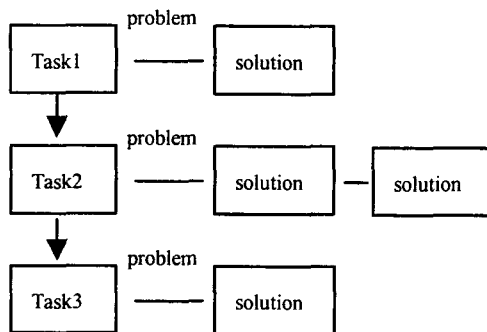 problem
Task1 solution
problem
Task2 solution solution
problem
Task3 solution